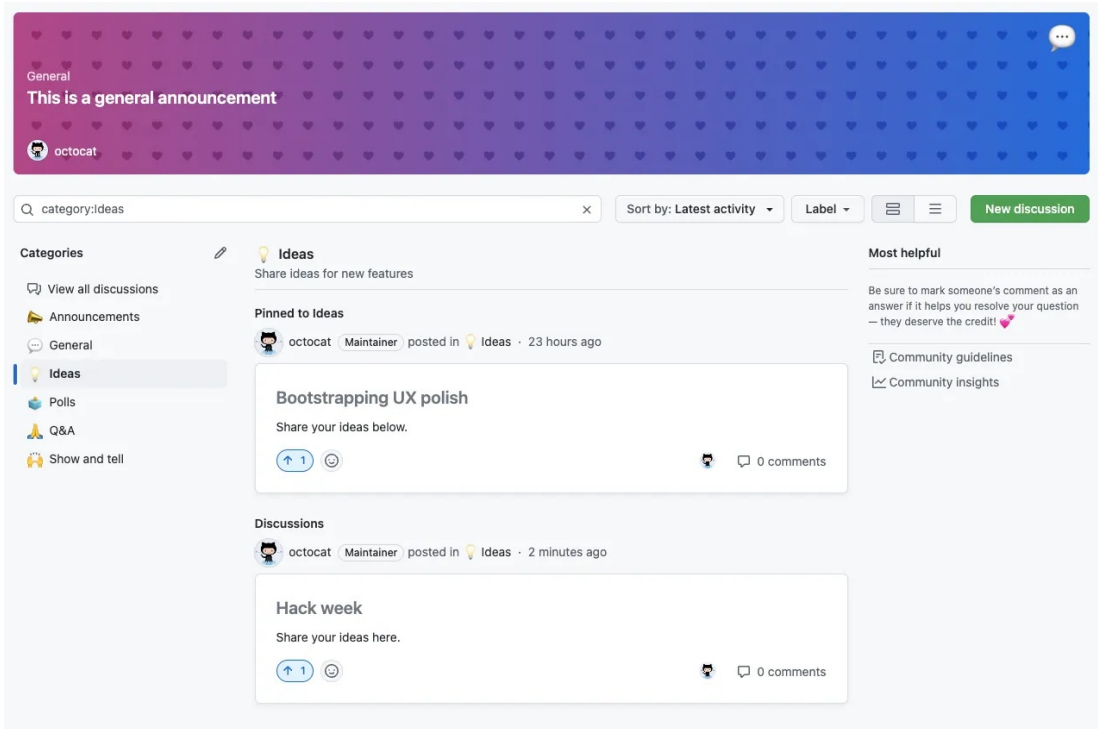 General
This is a general announcement
octocat
category:Ideas
Sort by: Latest activity
Label
New discussion
Categories
View all discussions
Announcements
General
Ideas
Polls
Q&A
Show and tell
Ideas
Share ideas for new features
Pinned to Ideas
octocat Maintainer posted in Ideas · 23 hours ago
Bootstrapping UX polish
Share your ideas below.
1
0 comments
Discussions
octocat Maintainer posted in Ideas · 2 minutes ago
Hack week
Share your ideas here.
1
0 comments
Most helpful
Be sure to mark someone's comment as an
answer if it helps you resolve your question
— they deserve the credit!
Community guidelines
Community insights